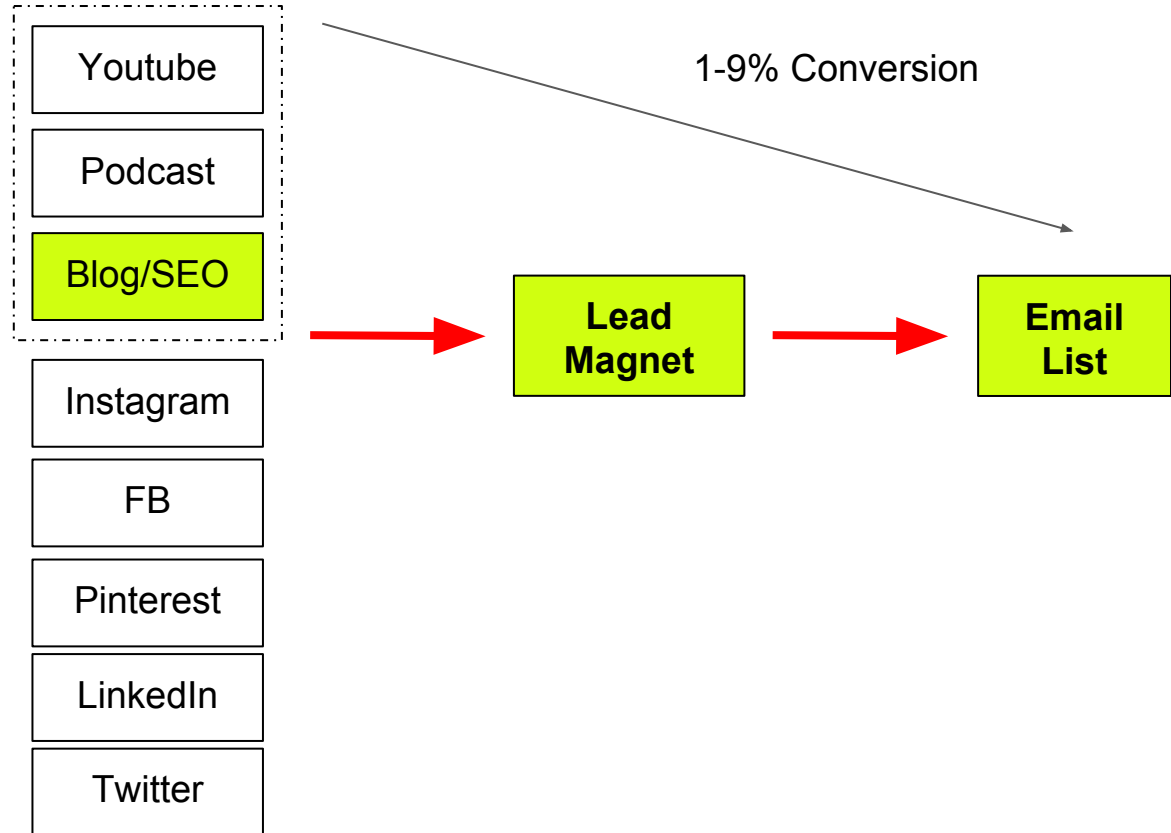 Youtube
1-9% Conversion
Podcast
Blog/SEO
Lead
Magnet
Email
List
Instagram
FB
Pinterest
LinkedIn
Twitter